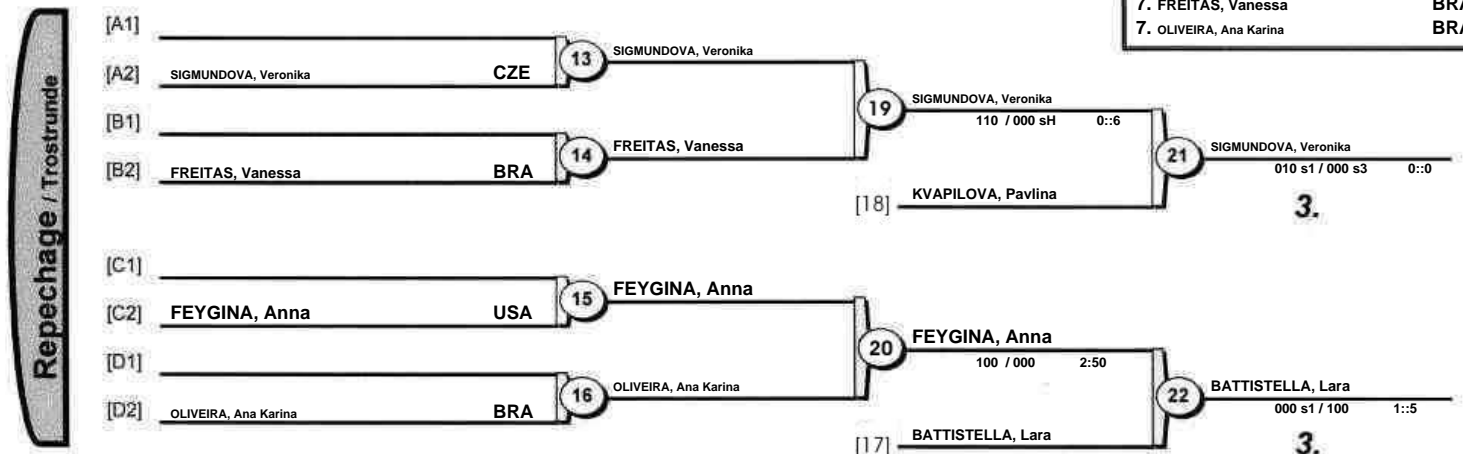 7. FREITAS, Vanessa BRA
7. OLIVEIRA, Ana Karina BRA
Repechage / Trostrunde
[A1]
[A2] SIGMUNDOVA, Veronika CZE
13 SIGMUNDOVA, Veronika
[B1]
[B2] FREITAS, Vanessa BRA
14 FREITAS, Vanessa
19 SIGMUNDOVA, Veronika
110 / 000 sH 0::6
[18] KVAPILOVA, Pavlina
21 SIGMUNDOVA, Veronika
010 s1 / 000 s3 0::0
3.
[C1]
[C2] FEYGINA, Anna USA
15 FEYGINA, Anna
[D1]
[D2] OLIVEIRA, Ana Karina BRA
16 OLIVEIRA, Ana Karina
20 FEYGINA, Anna
100 / 000 2:50
[17] BATTISTELLA, Lara
22 BATTISTELLA, Lara
000 s1 / 100 1::5
3.